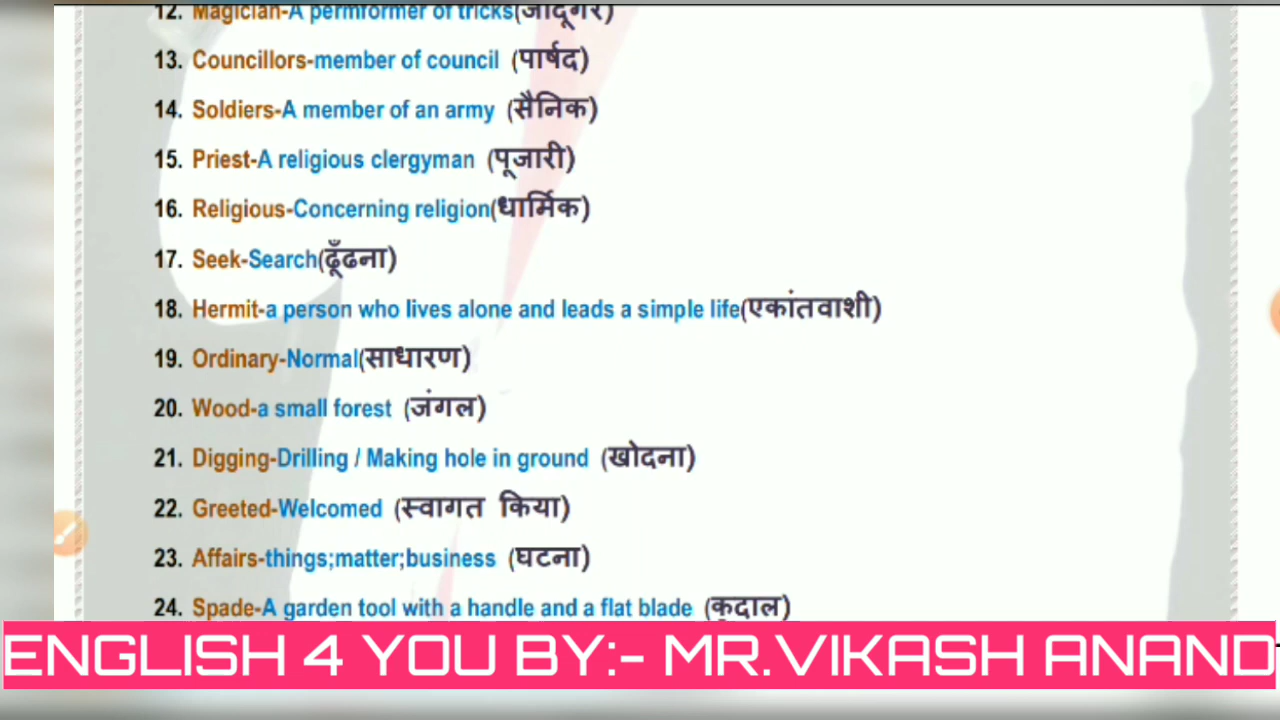 12. Magician-A permformer of tricks(जादूगर)
13. Councillors-member of council (पार्षद)
14. Soldiers-A member of an army (सैनिक)
15. Priest-A religious clergyman (पूजारी)
16. Religious-Concerning religion(धार्मिक)
17. Seek-Search(ढूँढना)
18. Hermit-a person who lives alone and leads a simple life(एकांतवाशी)
19. Ordinary-Normal(साधारण)
20. Wood-a small forest (जंगल)
21. Digging-Drilling / Making hole in ground (खोदना)
22. Greeted-Welcomed (स्वागत किया)
23. Affairs-things;matter;business (घटना)
24. Spade-A garden tool with a handle and a flat blade (कुदाल)
ENGLISH 4 YOU BY:- MR.VIKASH ANAND